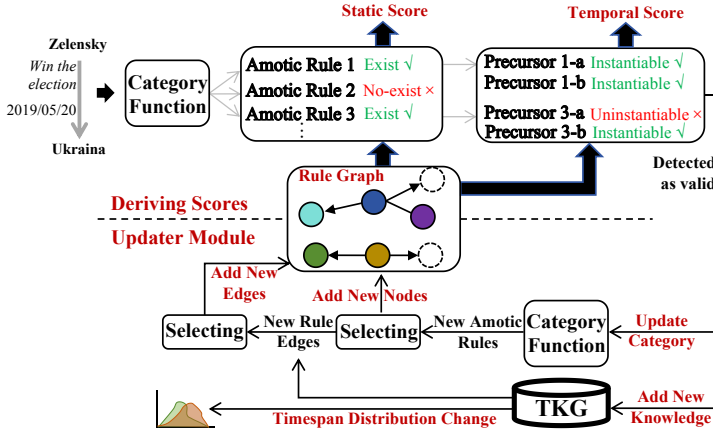 Static Score
Temporal Score
Zelensky
Win the
election
2019/05/20
Ukraina
Category
Function
Amotic Rule 1 Exist √
Amotic Rule 2 No-exist ×
Amotic Rule 3 Exist √
⋮
Precursor 1-a Instantiable √
Precursor 1-b Instantiable √
Precursor 3-a Uninstantiable ×
Precursor 3-b Instantiable √
Detected
as valid
Rule Graph
Deriving Scores
Updater Module
Add New
Edges
Add New Nodes
Selecting
New Rule
Edges
Selecting
New Amotic
Rules
Category
Function
Update
Category
TKG
Add New
Knowledge
Timespan Distribution Change